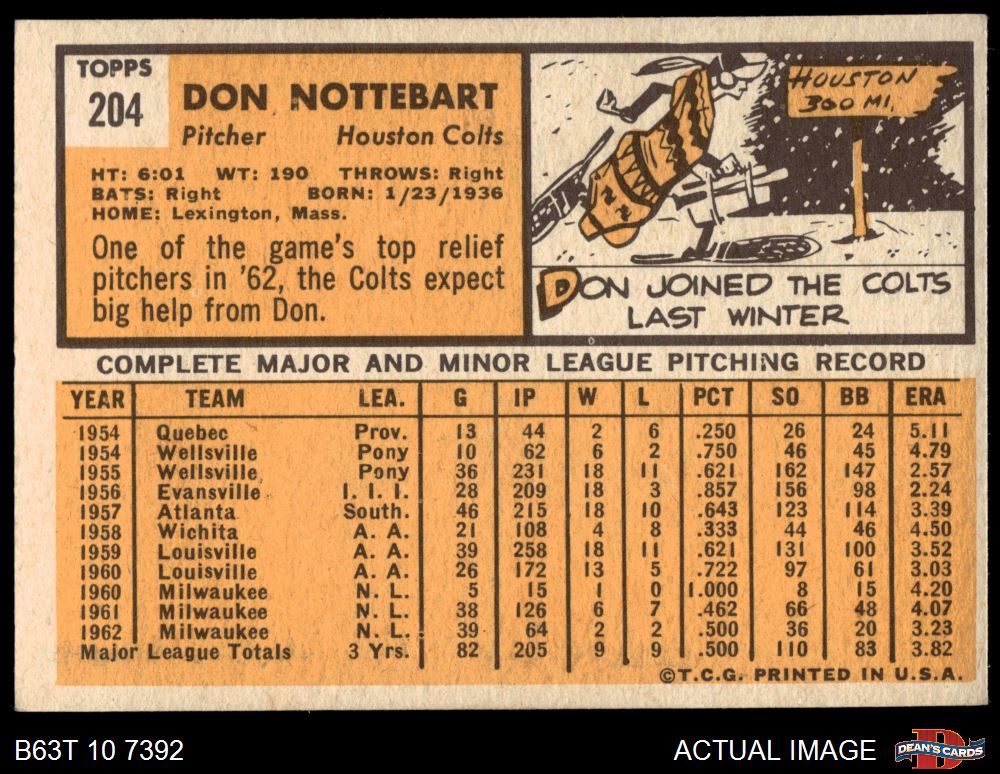 TOPPS
204
DON NOTTEBART
Pitcher Houston Colts
HT: 6:01 WT: 190 THROWS: Right
BATS: Right BORN: 1/23/1936
HOME: Lexington, Mass.
One of the game's top relief
pitchers in '62, the Colts expect
big help from Don.
HOUSTON
300 MI.
DON JOINED THE COLTS
LAST WINTER
COMPLETE MAJOR AND MINOR LEAGUE PITCHING RECORD
YEAR TEAM LEA. G IP W L PCT SO BB ERA
1954 Quebec Prov. 13 44 2 6 .250 26 24 5.11
1954 Wellsville Pony 10 62 6 2 .750 46 45 4.79
1955 Wellsville Pony 36 231 18 11 .621 162 147 2.57
1956 Evansville I. I. I. 28 209 18 3 .857 156 98 2.24
1957 Atlanta South. 46 215 18 10 .643 123 114 3.39
1958 Wichita A. A. 21 108 4 8 .333 44 46 4.50
1959 Louisville A. A. 39 258 18 11 .621 131 100 3.52
1960 Louisville A. A. 26 172 13 5 .722 97 61 3.03
1960 Milwaukee N. L. 5 15 1 0 1.000 8 15 4.20
1961 Milwaukee N. L. 38 126 6 7 .462 66 48 4.07
1962 Milwaukee N. L. 39 64 2 2 .500 36 20 3.23
Major League Totals 3 Yrs. 82 205 9 9 .500 110 83 3.82
©T.C.G. PRINTED IN U.S.A.
B63T 10 7392 ACTUAL IMAGE
D
DEAN'S CARDS